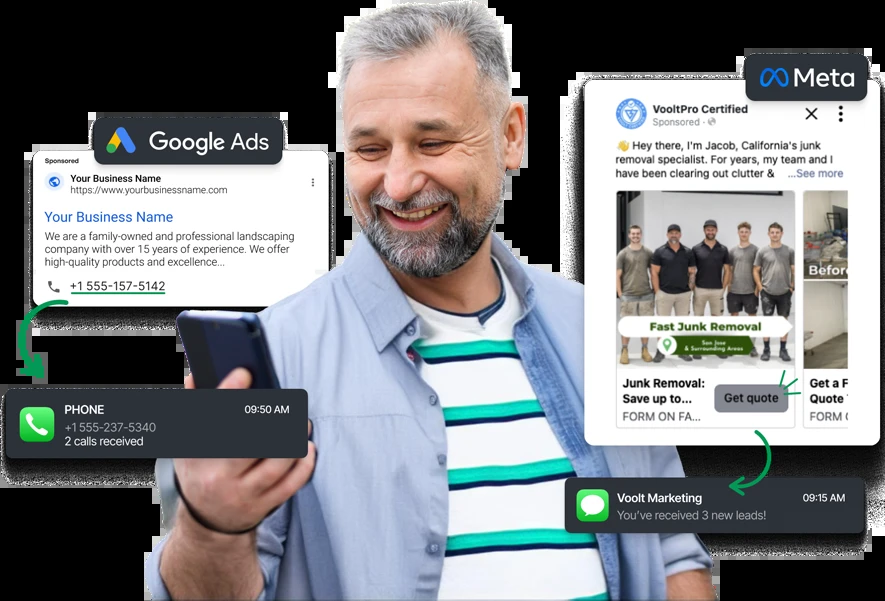 Google Ads
Sponsored
Your Business Name
https://www.yourbusinessname.com
Your Business Name
We are a family-owned and professional landscaping
company with over 15 years of experience. We offer
high-quality products and excellence...
+1 555-157-5142
PHONE
09:50 AM
+1 555-237-5340
2 calls received
Meta
VooltPro Certified
Sponsored ·
👋 Hey there, I'm Jacob, California's junk
removal specialist. For years, my team and I
have been clearing out clutter & ...See more
Before
Fast Junk Removal
San Jose
& Surrounding Areas
Junk Removal:
Save up to...
FORM ON FA...
Get quote
Get a F
Quote
FORM
Voolt Marketing
09:15 AM
You've received 3 new leads!